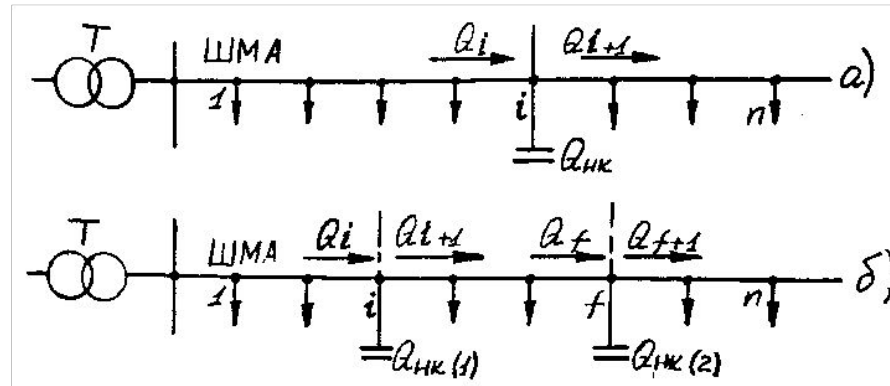 T ШМА Qi Qi+1 а)
1 i n
Qнк
T ШМА Qi Qi+1 Qf Qf+1 б)
1 i f n
Qнк(1) Qнк(2)